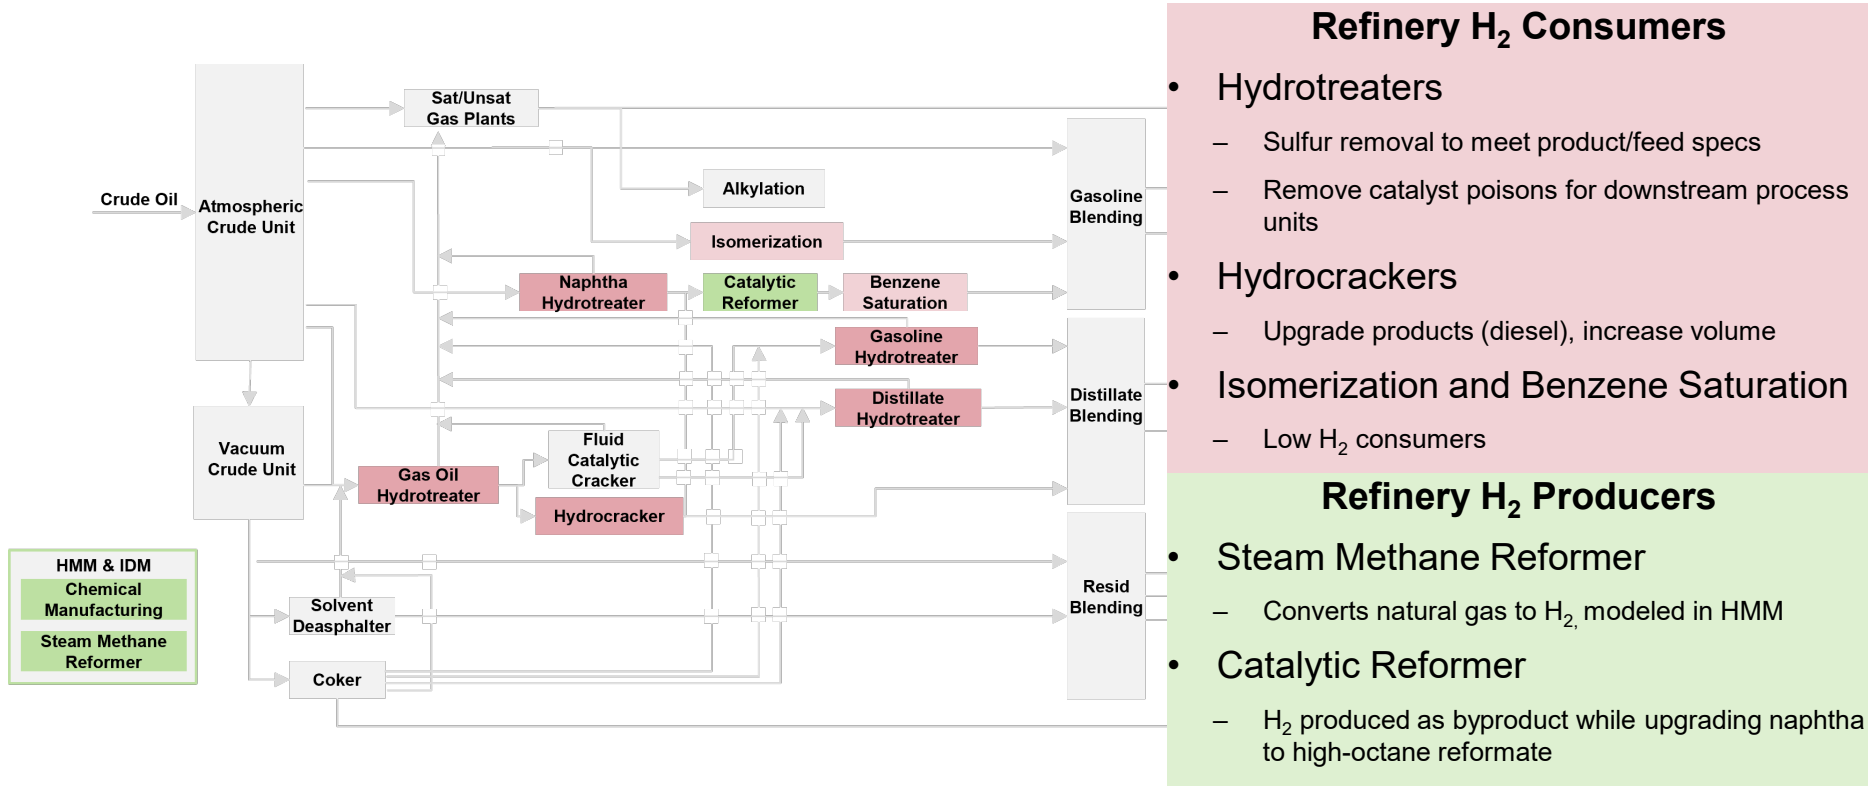 Sat/Unsat
Gas Plants
Crude Oil
Atmospheric
Crude Unit
Alkylation
Isomerization
Naphtha
Hydrotreater
Catalytic
Reformer
Benzene
Saturation
Gasoline
Blending
Gasoline
Hydrotreater
Distillate
Hydrotreater
Distillate
Blending
Vacuum
Crude Unit
Gas Oil
Hydrotreater
Fluid
Catalytic
Cracker
Hydrocracker
HMM & IDM
Chemical
Manufacturing
Steam Methane
Reformer
Solvent
Deasphalter
Coker
Resid
Blending
Refinery H₂ Consumers
• Hydrotreaters
– Sulfur removal to meet product/feed specs
– Remove catalyst poisons for downstream process
units
• Hydrocrackers
– Upgrade products (diesel), increase volume
• Isomerization and Benzene Saturation
– Low H₂ consumers
Refinery H₂ Producers
• Steam Methane Reformer
– Converts natural gas to H₂, modeled in HMM
• Catalytic Reformer
– H₂ produced as byproduct while upgrading naphtha
to high-octane reformate